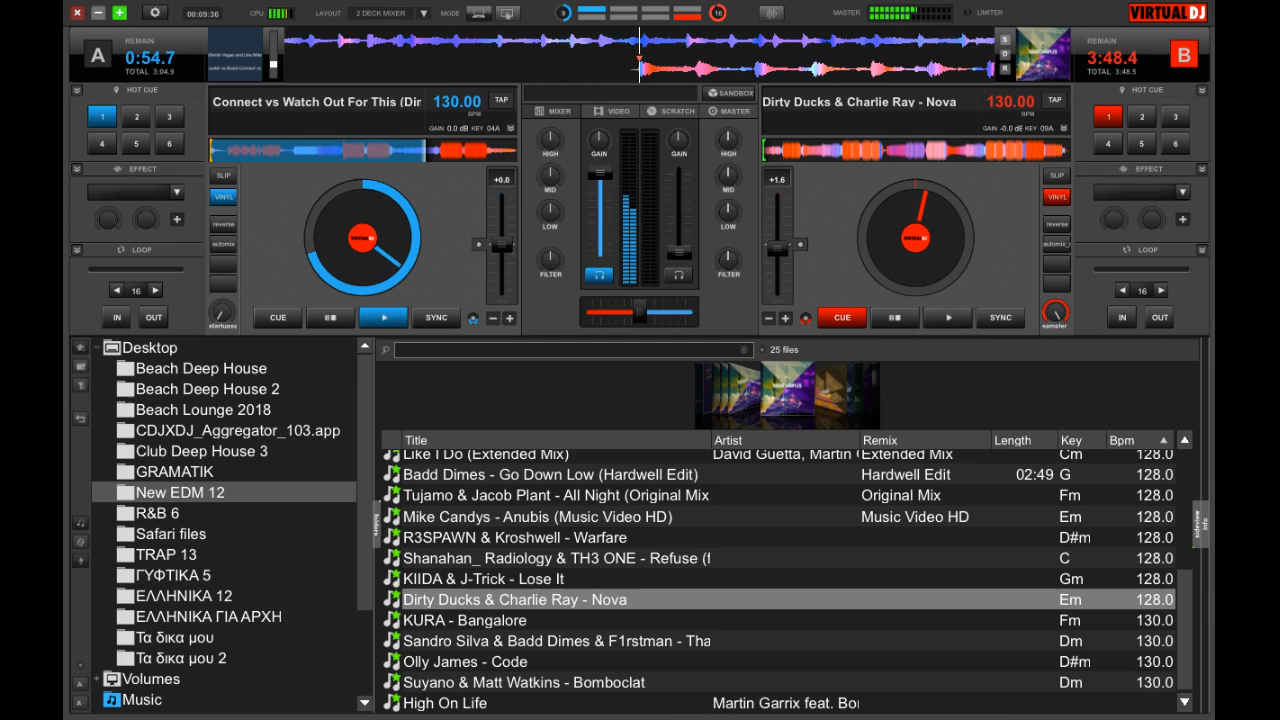 00:09:36 CPU LAYOUT 2 DECK MIXER MODE 9 16 MASTER LIMITER VIRTUAL DJ
A REMAIN 0:54.7 TOTAL 3:04.9
S
D
R
REMAIN 3:48.4 TOTAL 3:48.5 B
HOT CUE
1 2 3
4 5 6
EFFECT
LOOP
16
IN OUT
Connect vs Watch Out For This (Dir 130.00 BPM TAP
GAIN 0.0 dB KEY 04A
SLIP
VINYL
reverse
automix
+0.0
VIRTUAL DJ
CUE SYNC
SANDBOX
MIXER VIDEO SCRATCH MASTER
HIGH GAIN GAIN HIGH
MID MID
LOW LOW
FILTER FILTER
Dirty Ducks & Charlie Ray - Nova 130.00 BPM TAP
GAIN -0.0 dB KEY 09A
+1.6
SLIP
VINYL
reverse
VIRTUAL DJ
CUE SYNC
sampler
HOT CUE
1 2 3
4 5 6
EFFECT
LOOP
16
IN OUT
Desktop
Beach Deep House
Beach Deep House 2
Beach Lounge 2018
CDJXDJ_Aggregator_103.app
Club Deep House 3
GRAMATIK
New EDM 12
R&B 6
Safari files
TRAP 13
ΓΥΦΤΙΚΑ 5
ΕΛΛΗΝΙΚΑ 12
ΕΛΛΗΝΙΚΑ ΓΙΑ ΑΡΧΗ
Τα δικα μου
Τα δικα μου 2
Volumes
Music
folders
25 files
Title Artist Remix Length Key Bpm
Like I Do (Extended Mix) David Guetta, Martin Extended Mix Cm 128.0
Badd Dimes - Go Down Low (Hardwell Edit) Hardwell Edit 02:49 G 128.0
Tujamo & Jacob Plant - All Night (Original Mix Original Mix Fm 128.0
Mike Candys - Anubis (Music Video HD) Music Video HD Em 128.0
R3SPAWN & Kroshwell - Warfare D#m 128.0
Shanahan_ Radiology & TH3 ONE - Refuse (f C 128.0
KIIDA & J-Trick - Lose It Gm 128.0
Dirty Ducks & Charlie Ray - Nova Em 128.0
KURA - Bangalore Fm 130.0
Sandro Silva & Badd Dimes & F1rstman - Tha Dm 130.0
Olly James - Code D#m 130.0
Suyano & Matt Watkins - Bomboclat Dm 130.0
High On Life Martin Garrix feat. Bo
sideview
info